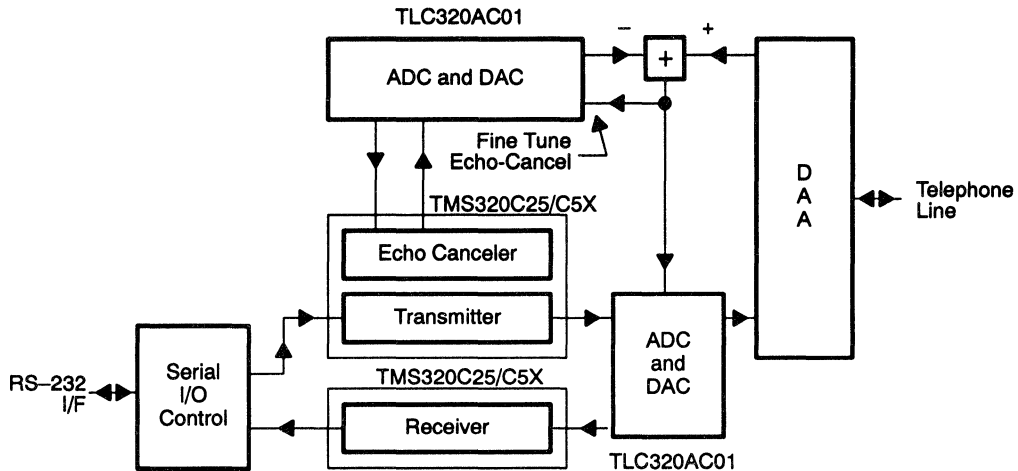 TLC320AC01
ADC and DAC
−
+
+
Fine Tune
Echo-Cancel
D
A
A
Telephone
Line
TMS320C25/C5X
Echo Canceler
Transmitter
ADC
and
DAC
Serial
I/O
Control
RS–232
I/F
TMS320C25/C5X
Receiver
TLC320AC01